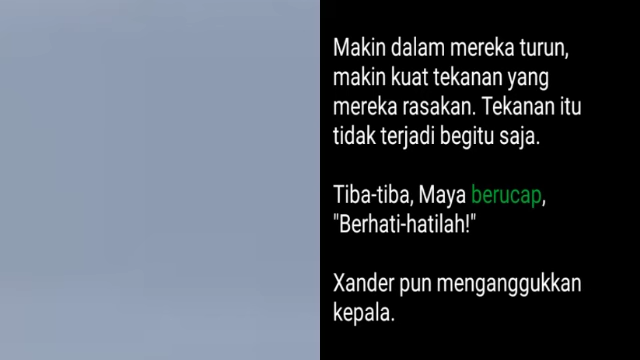 Makin dalam mereka turun,
makin kuat tekanan yang
mereka rasakan. Tekanan itu
tidak terjadi begitu saja.
Tiba-tiba, Maya berucap,
"Berhati-hatilah!"
Xander pun menganggukkan
kepala.